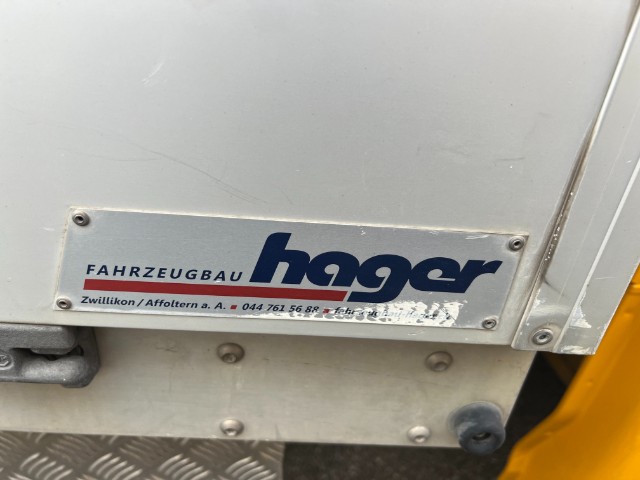 FAHRZEUGBAU hager
Zwillikon / Affoltern a. A. ▪ 044 761 56 88 ▪